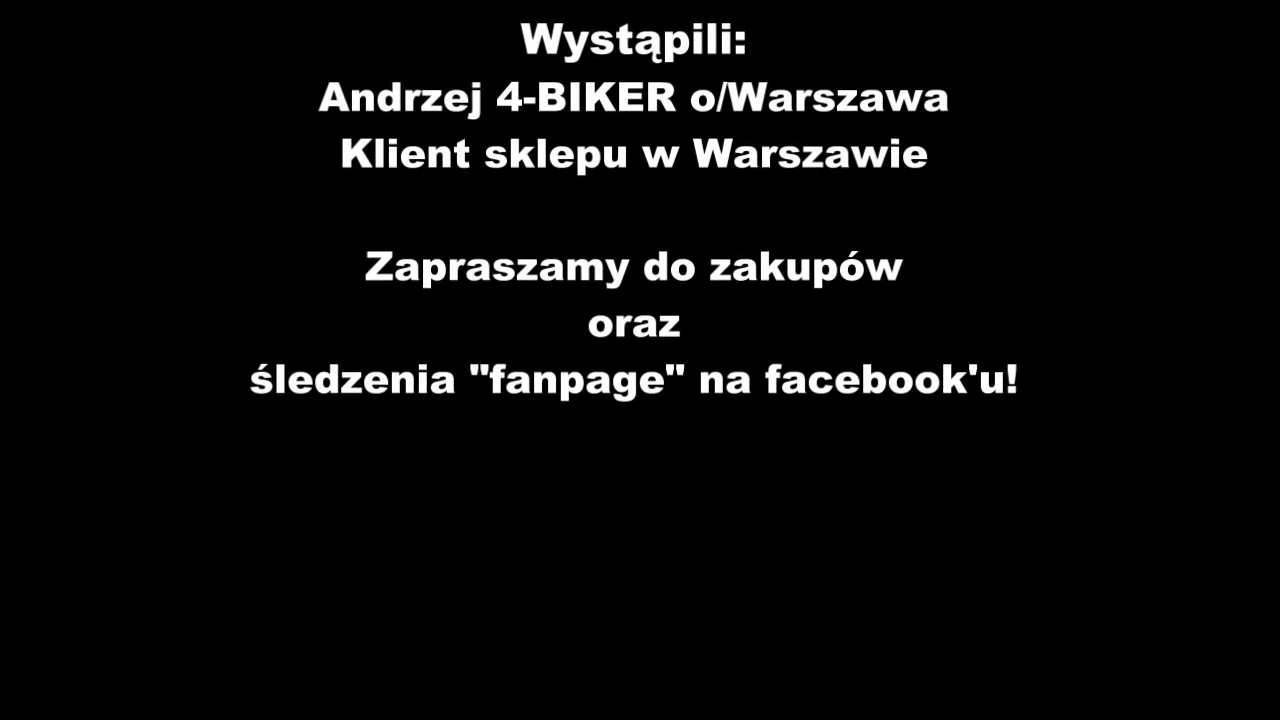 Wystąpili:
Andrzej 4-BIKER o/Warszawa
Klient sklepu w Warszawie
Zapraszamy do zakupów
oraz
śledzenia "fanpage" na facebook'u!